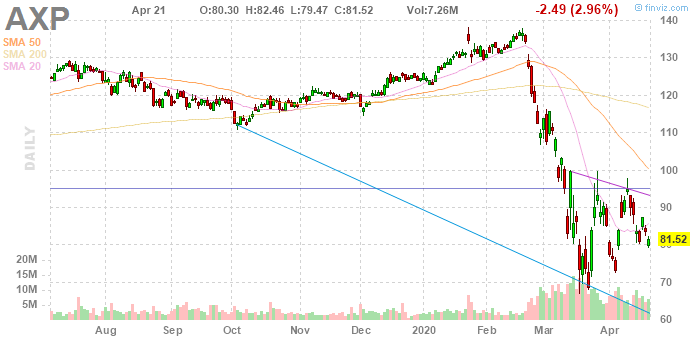 AXP Apr 21 O:80.30 H:82.46 L:79.47 C:81.52 Vol:7.26M -2.49 (2.96%) © finviz.com
SMA 50
SMA 200
SMA 20
DAILY
140
130
120
110
100
90
81.52
80
70
60
20M
15M
10M
5M
Aug Sep Oct Nov Dec 2020 Feb Mar Apr